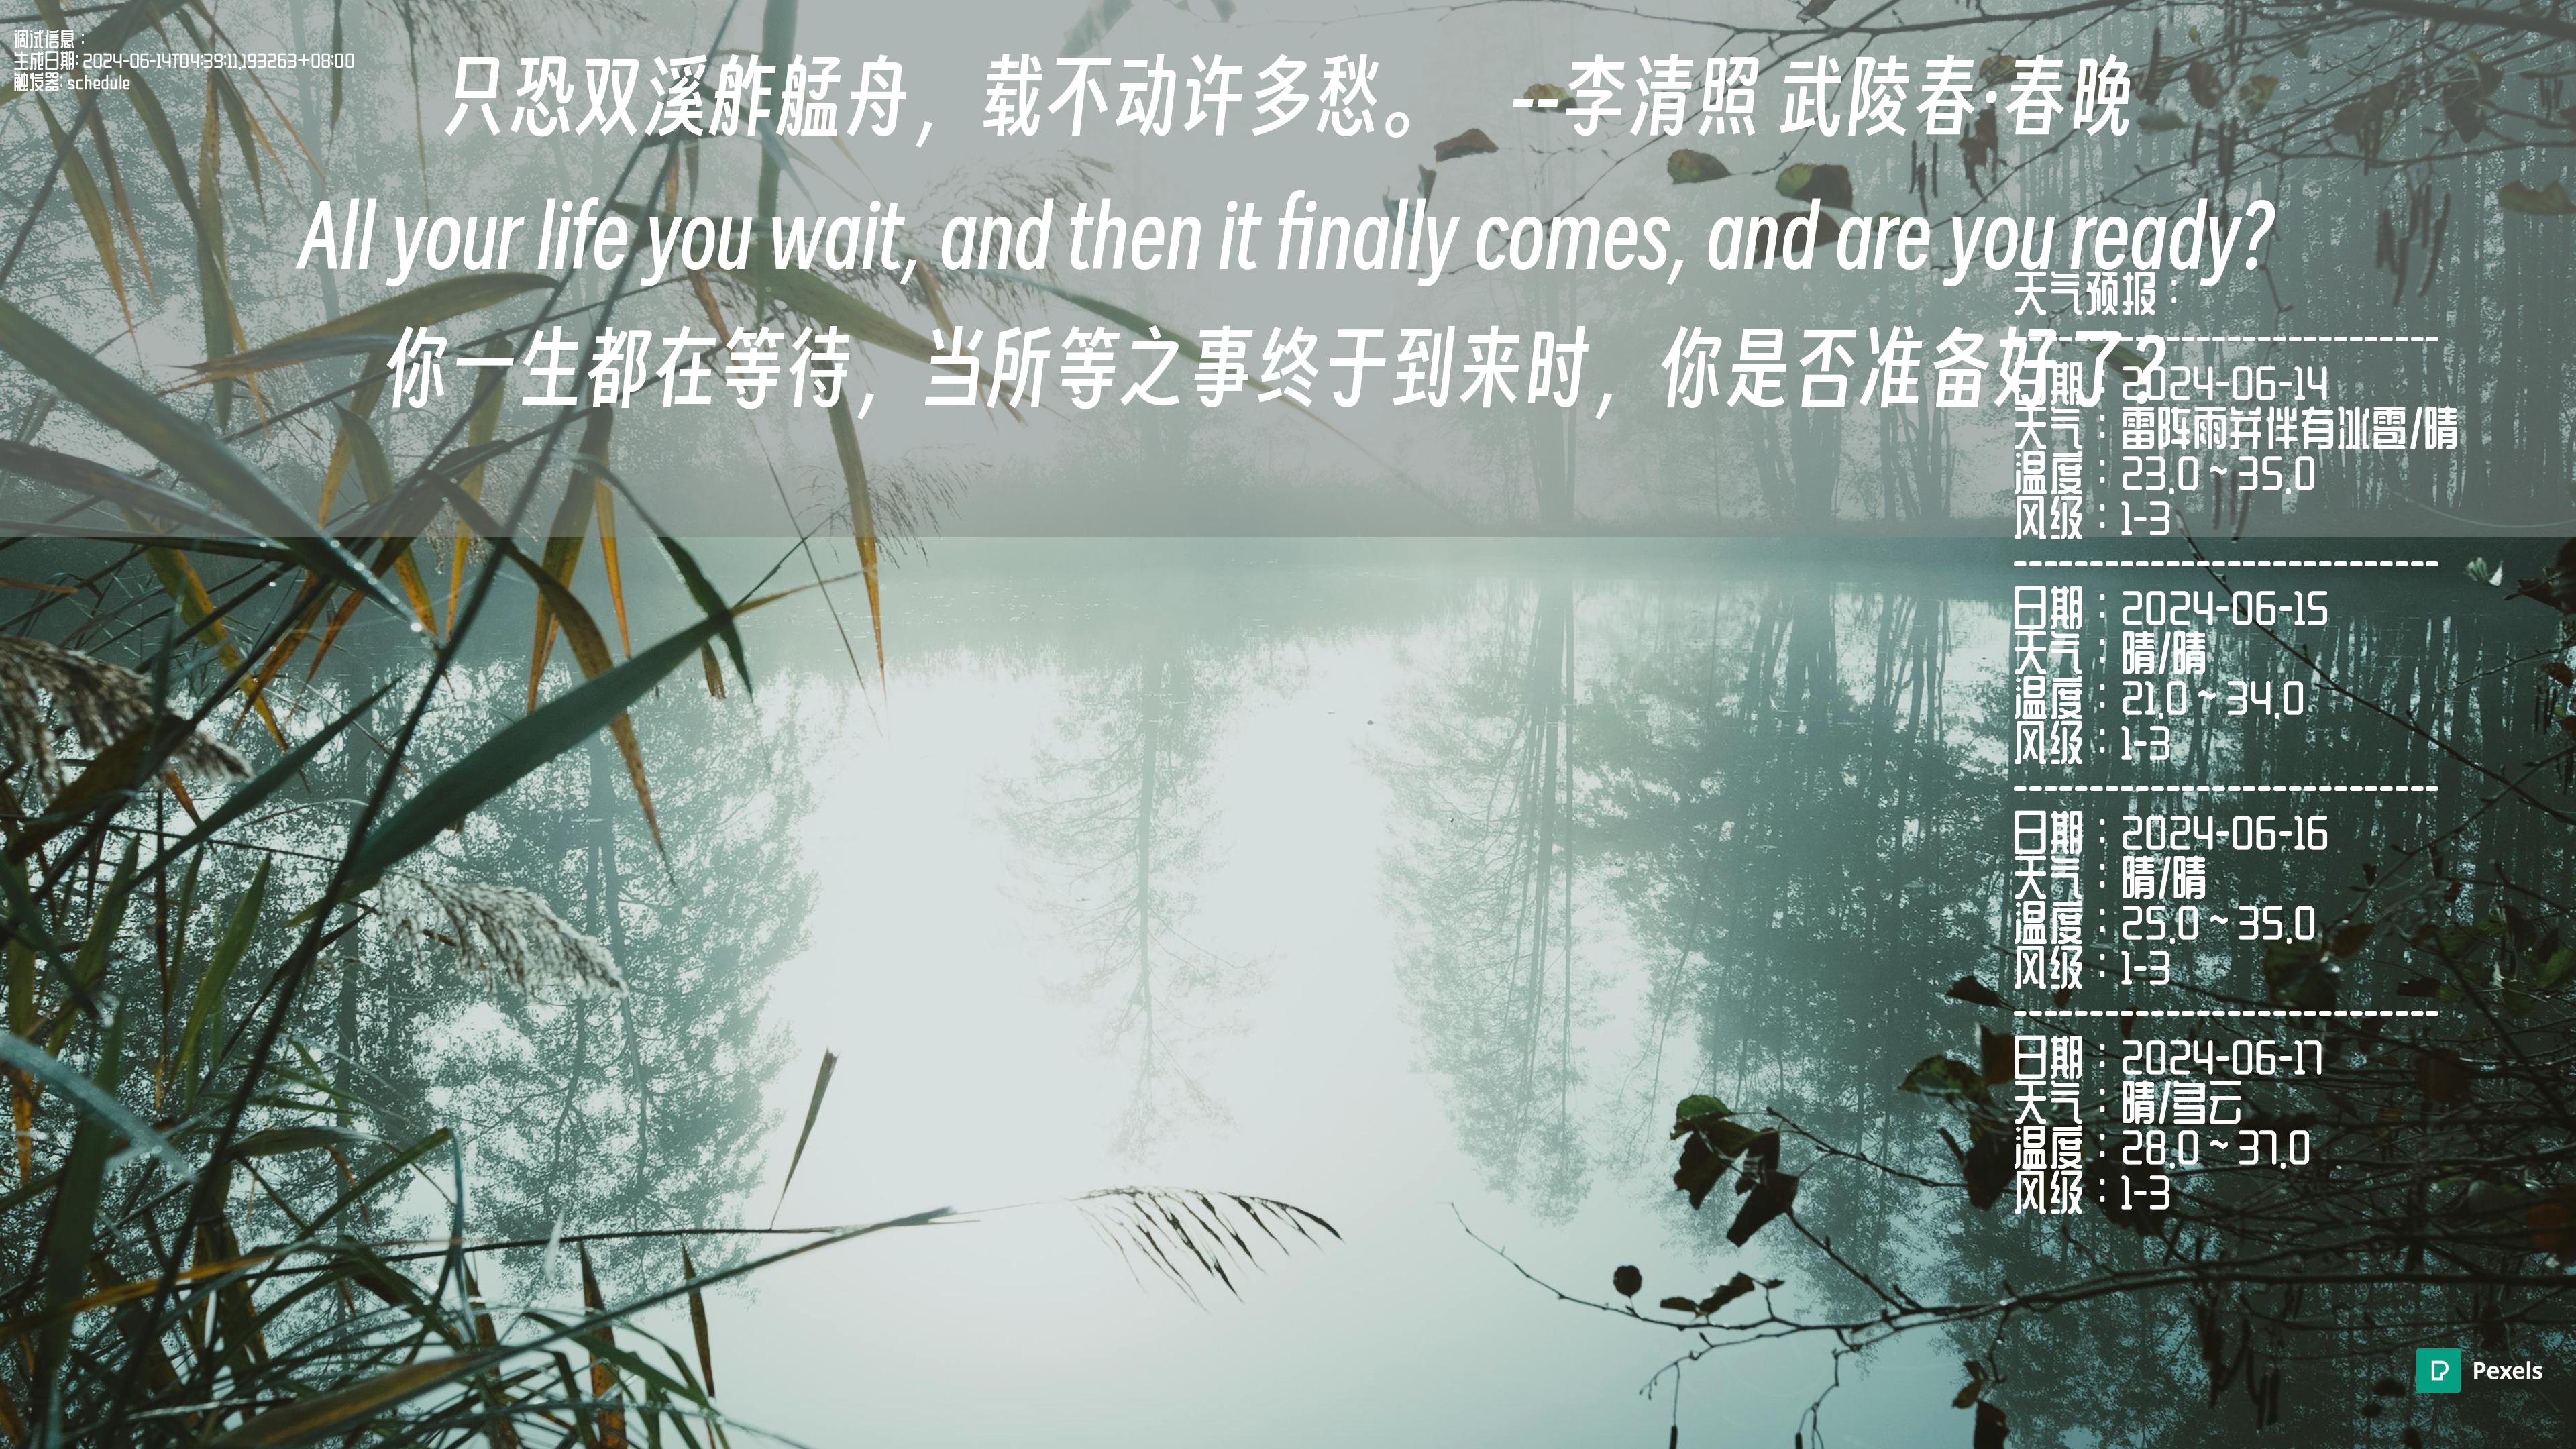 调试信息：
生成日期: 2024-06-14T04:39:11.193263+08:00
触发器: schedule
只恐双溪舴艋舟，载不动许多愁。 --李清照 武陵春·春晚
All your life you wait, and then it finally comes, and are you ready?
你一生都在等待，当所等之事终于到来时，你是否准备好了?
天气预报：
----------------------------
日期：2024-06-14
天气：雷阵雨并伴有冰雹/晴
温度：23.0 ~ 35.0
风级：1-3
----------------------------
日期：2024-06-15
天气：晴/晴
温度：21.0 ~ 34.0
风级：1-3
----------------------------
日期：2024-06-16
天气：晴/晴
温度：25.0 ~ 35.0
风级：1-3
----------------------------
日期：2024-06-17
天气：晴/多云
温度：28.0 ~ 37.0
风级：1-3
Pexels